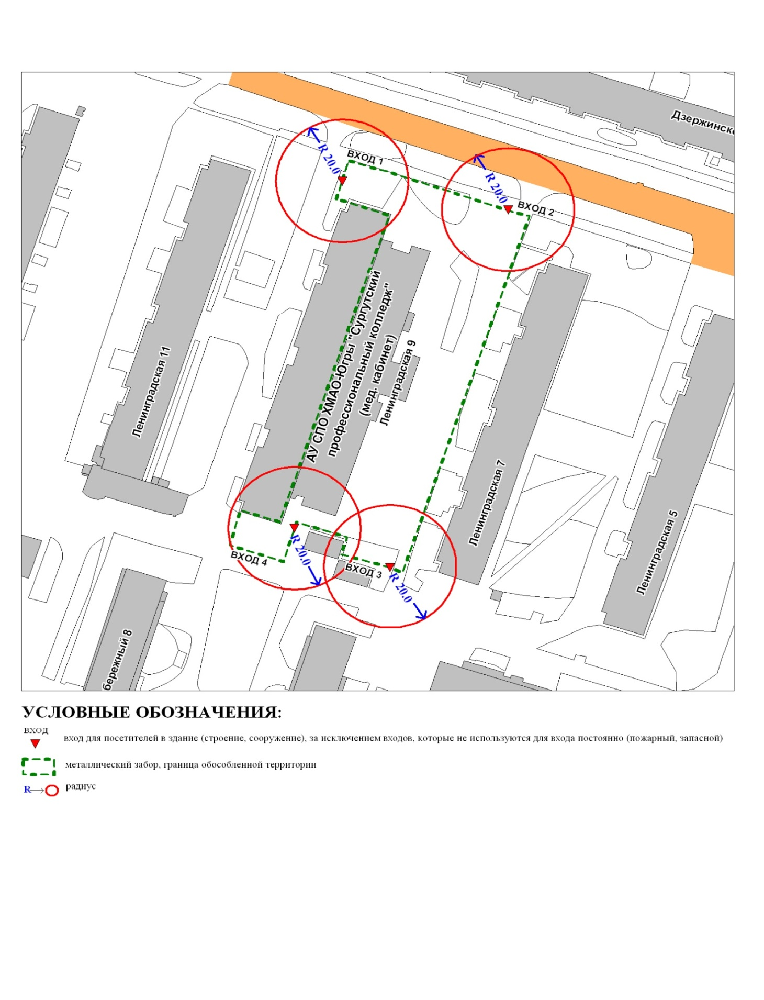 Дзержинск
ВХОД 1
R 20.0
R 20.0
ВХОД 2
АУ СПО ХМАО-Югры "Сургутский
профессиональный колледж"
(мед. кабинет)
Ленинградская 9
Ленинградская 11
Ленинградская 7
Ленинградская 5
ВХОД 4
R 20.0
ВХОД 3
R 20.0
бережный 8
УСЛОВНЫЕ ОБОЗНАЧЕНИЯ:
ВХОД
вход для посетителей в здание (строение, сооружение), за исключением входов, которые не используются для входа постоянно (пожарный, запасной)
металлический забор, граница обособленной территории
R
радиус